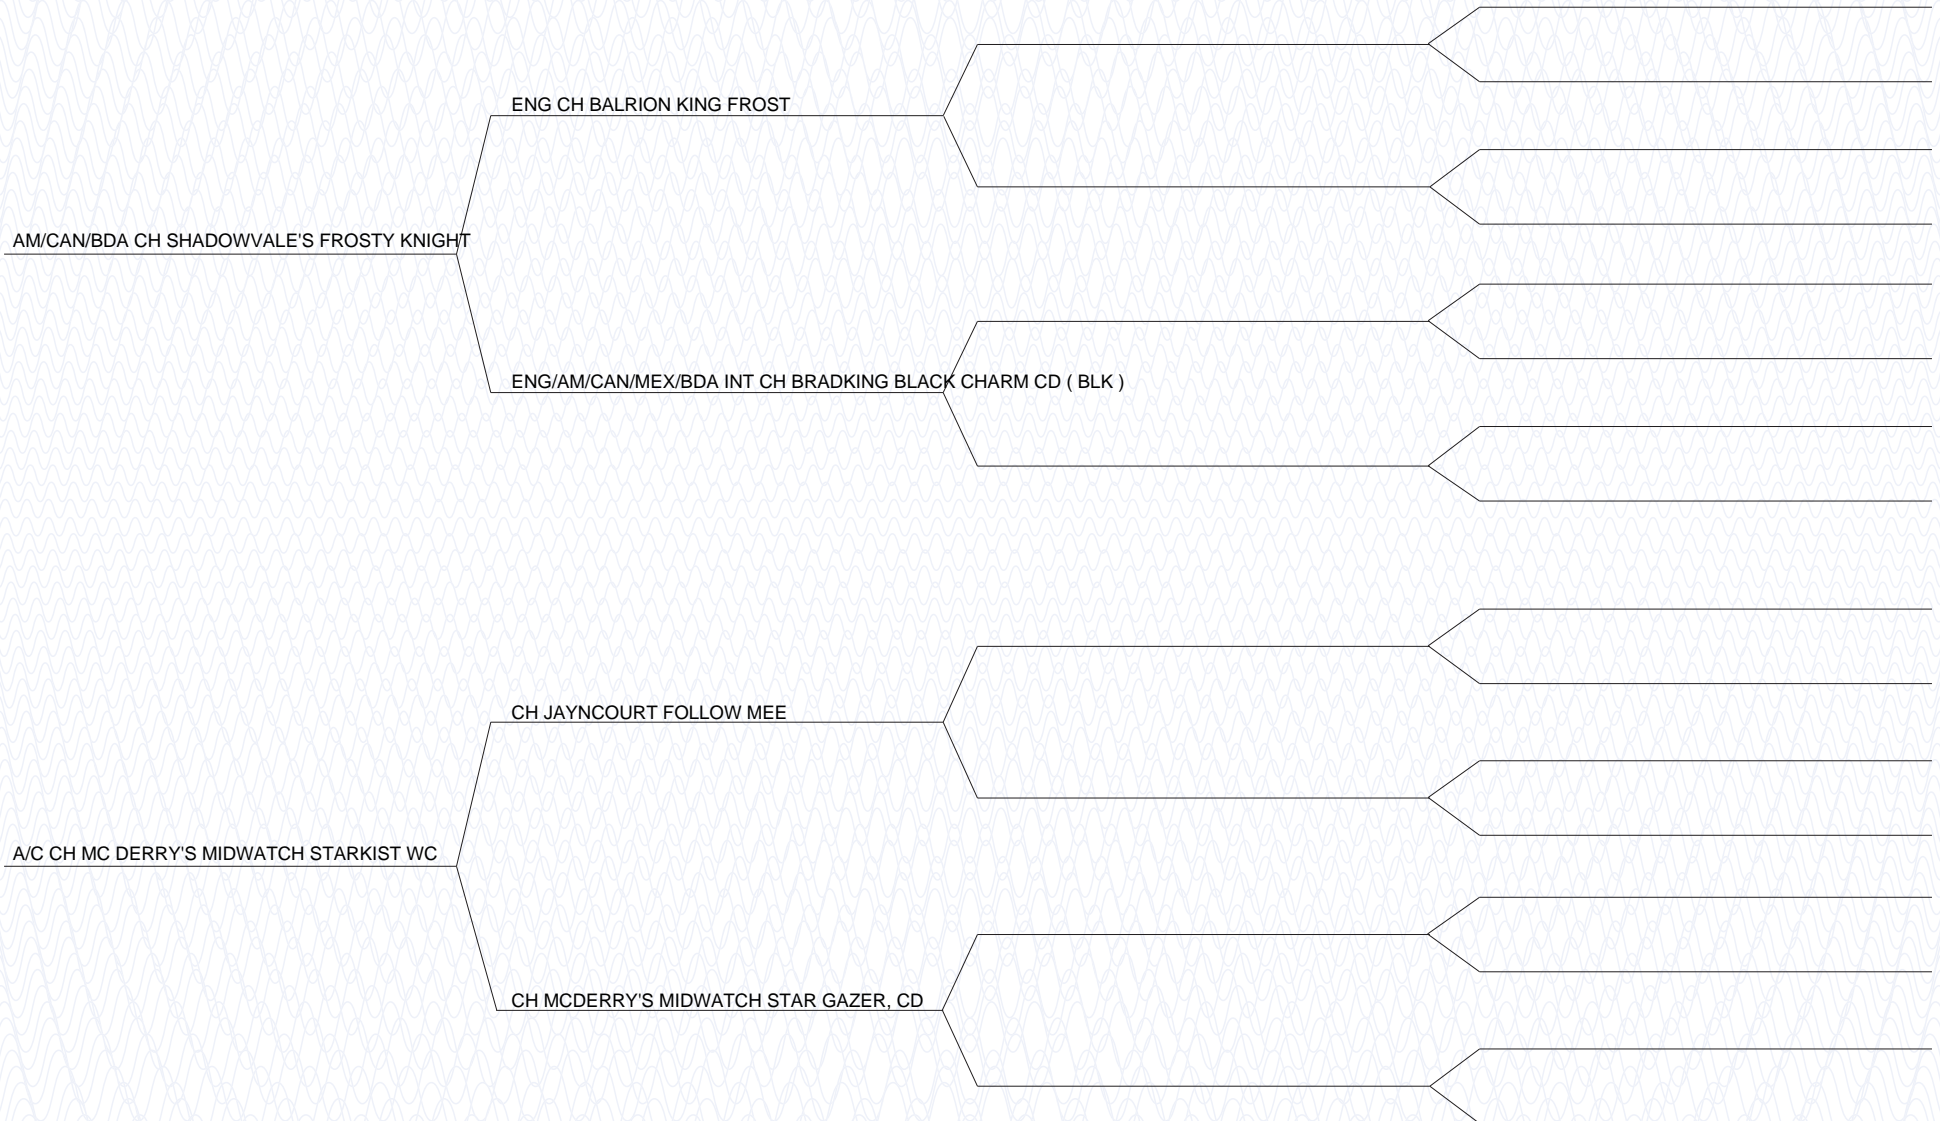 ENG CH BALRION KING FROST
AM/CAN/BDA CH SHADOWVALE'S FROSTY KNIGHT
ENG/AM/CAN/MEX/BDA INT CH BRADKING BLACK CHARM CD ( BLK )
CH JAYNCOURT FOLLOW MEE
A/C CH MC DERRY'S MIDWATCH STARKIST WC
CH MCDERRY'S MIDWATCH STAR GAZER, CD